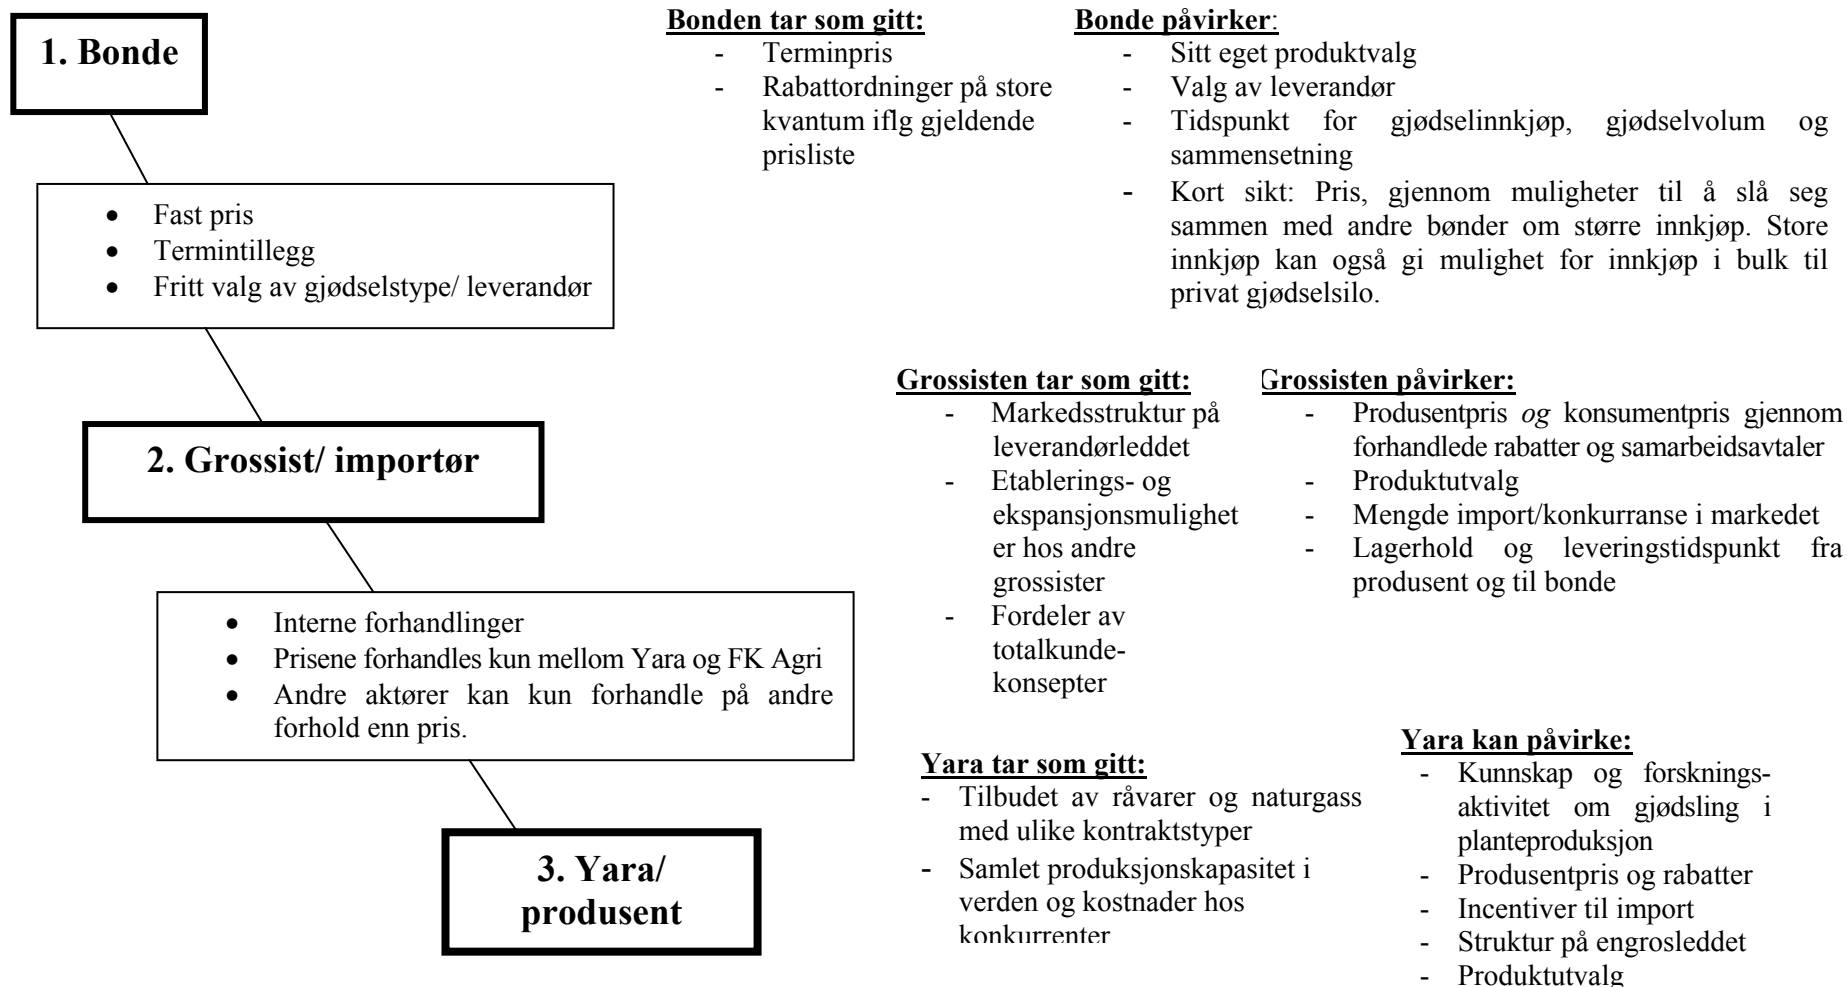 1. Bonde
Bonden tar som gitt:
- Terminpris
- Rabattordninger på store
kvantum iflg gjeldende
prisliste
Bonde påvirker:
- Sitt eget produktvalg
- Valg av leverandør
- Tidspunkt for gjødselinnkjøp, gjødselvolum og
sammensetning
- Kort sikt: Pris, gjennom muligheter til å slå seg
sammen med andre bønder om større innkjøp. Store
innkjøp kan også gi mulighet for innkjøp i bulk til
privat gjødselsilo.
• Fast pris
• Termintillegg
• Fritt valg av gjødselstype/ leverandør
2. Grossist/ importør
Grossisten tar som gitt:
- Markedsstruktur på
leverandørleddet
- Etablerings- og
ekspansjonsmulighet
er hos andre
grossister
- Fordeler av
totalkunde-
konsepter
Grossisten påvirker:
- Produsentpris og konsumentpris gjennom
forhandlede rabatter og samarbeidsavtaler
- Produktutvalg
- Mengde import/konkurranse i markedet
- Lagerhold og leveringstidspunkt fra
produsent og til bonde
• Interne forhandlinger
• Prisene forhandles kun mellom Yara og FK Agri
• Andre aktører kan kun forhandle på andre
forhold enn pris.
3. Yara/
produsent
Yara tar som gitt:
- Tilbudet av råvarer og naturgass
med ulike kontraktstyper
- Samlet produksjonskapasitet i
verden og kostnader hos
konkurrenter
Yara kan påvirke:
- Kunnskap og forsknings-
aktivitet om gjødsling i
planteproduksjon
- Produsentpris og rabatter
- Incentiver til import
- Struktur på engrosleddet
- Produktutvalg